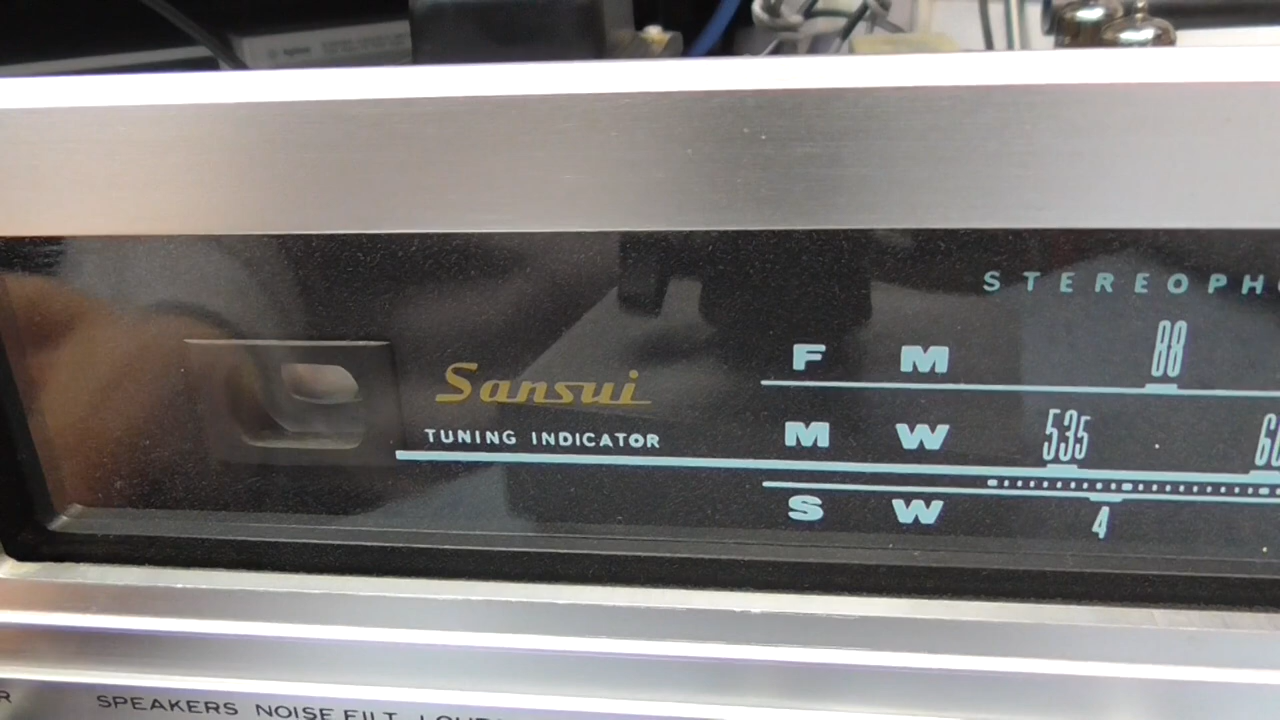 STEREOPH
F M 88
Sansui
TUNING INDICATOR
M W 535
S W 4
SPEAKERS NOISE FILT